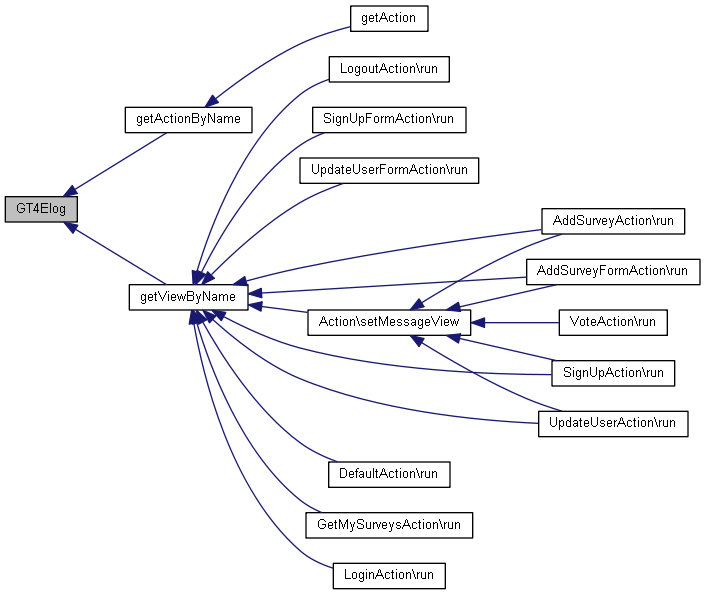 getAction
LogoutAction\run
getActionByName
SignUpFormAction\run
UpdateUserFormAction\run
GT4Elog
AddSurveyAction\run
AddSurveyFormAction\run
getViewByName
Action\setMessageView
VoteAction\run
SignUpAction\run
UpdateUserAction\run
DefaultAction\run
GetMySurveysAction\run
LoginAction\run